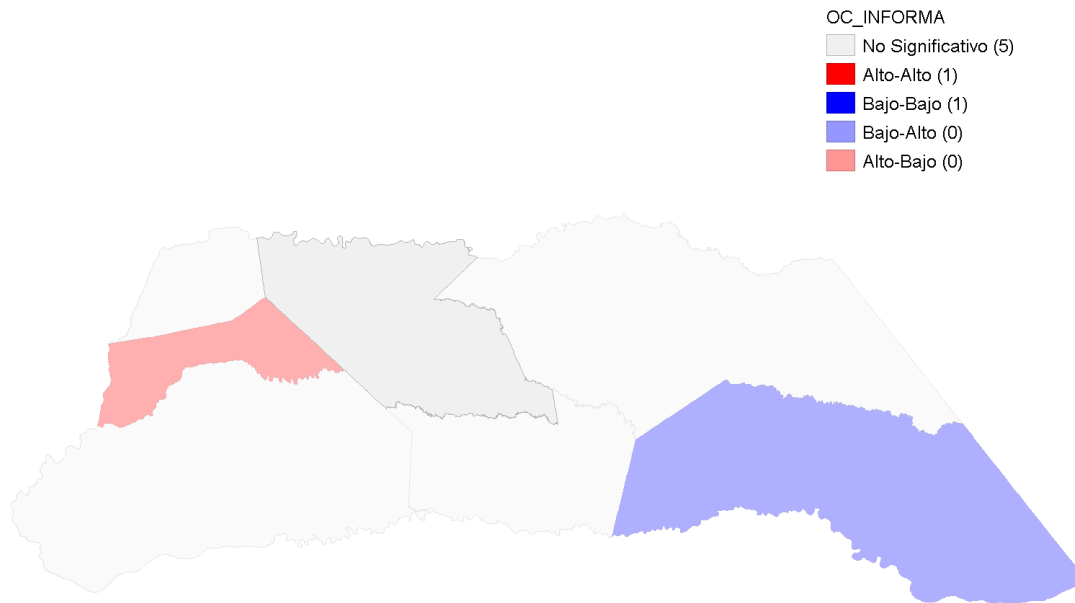 OC_INFORMA
No Significativo (5)
Alto-Alto (1)
Bajo-Bajo (1)
Bajo-Alto (0)
Alto-Bajo (0)